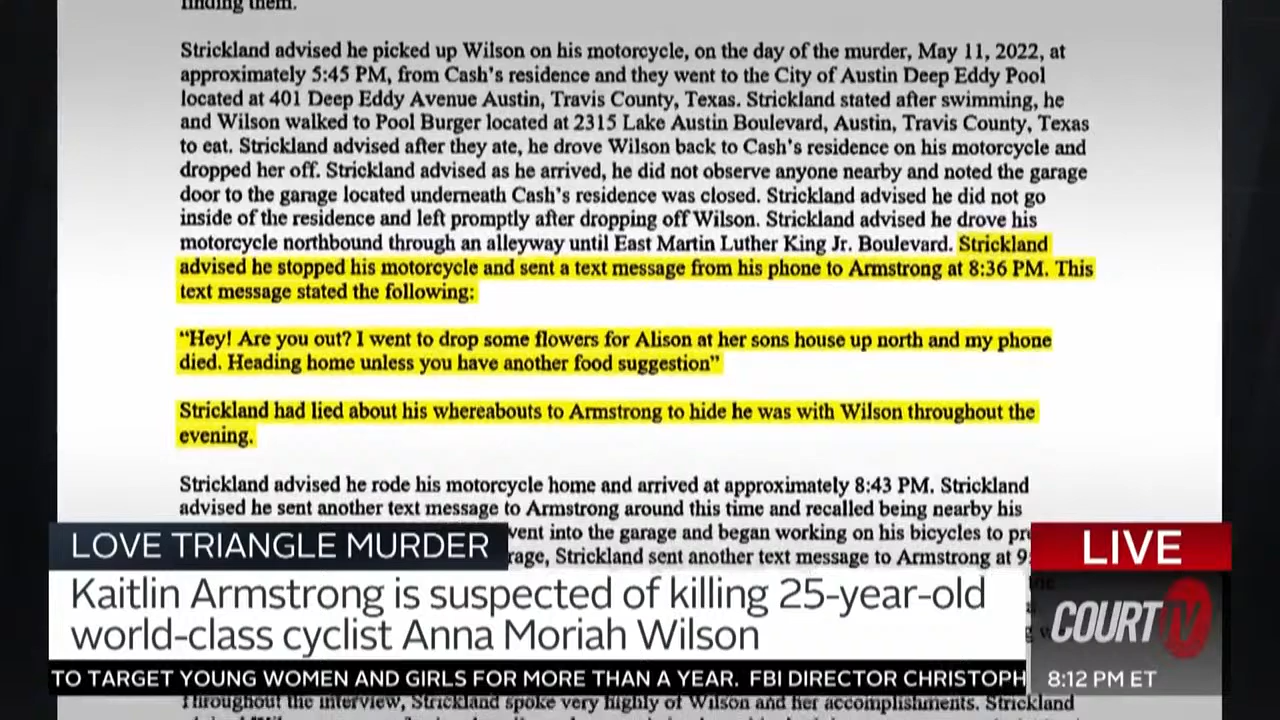 finding them.
Strickland advised he picked up Wilson on his motorcycle, on the day of the murder, May 11, 2022, at
approximately 5:45 PM, from Cash's residence and they went to the City of Austin Deep Eddy Pool
located at 401 Deep Eddy Avenue Austin, Travis County, Texas. Strickland stated after swimming, he
and Wilson walked to Pool Burger located at 2315 Lake Austin Boulevard, Austin, Travis County, Texas
to eat. Strickland advised after they ate, he drove Wilson back to Cash's residence on his motorcycle and
dropped her off. Strickland advised as he arrived, he did not observe anyone nearby and noted the garage
door to the garage located underneath Cash's residence was closed. Strickland advised he did not go
inside of the residence and left promptly after dropping off Wilson. Strickland advised he drove his
motorcycle northbound through an alleyway until East Martin Luther King Jr. Boulevard. Strickland
advised he stopped his motorcycle and sent a text message from his phone to Armstrong at 8:36 PM. This
text message stated the following:
“Hey! Are you out? I went to drop some flowers for Alison at her sons house up north and my phone
died. Heading home unless you have another food suggestion”
Strickland had lied about his whereabouts to Armstrong to hide he was with Wilson throughout the
evening.
Strickland advised he rode his motorcycle home and arrived at approximately 8:43 PM. Strickland
advised he sent another text message to Armstrong around this time and recalled being nearby his
into the garage and began working on his bicycles to
Strickland sent another text message to Armstrong at
LOVE TRIANGLE MURDER
Kaitlin Armstrong is suspected of killing 25-year-old
world-class cyclist Anna Moriah Wilson
LIVE
COURT TV
TO TARGET YOUNG WOMEN AND GIRLS FOR MORE THAN A YEAR. FBI DIRECTOR CHRISTOPH
8:12 PM ET
Throughout the interview, Strickland spoke very highly of Wilson and her accomplishments. Strickland